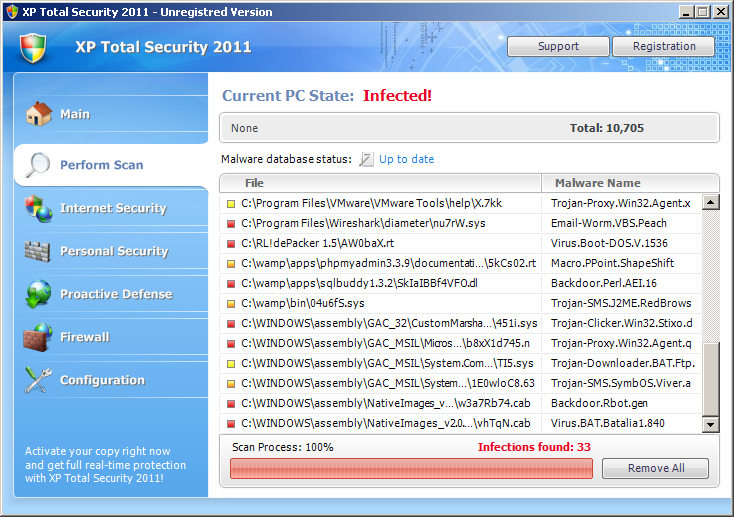 XP Total Security 2011 - Unregistred Version
XP Total Security 2011
Support
Registration
Main
Perform Scan
Internet Security
Personal Security
Proactive Defense
Firewall
Configuration
Activate your copy right now
and get full real-time protection
with XP Total Security 2011!
Current PC State: Infected!
None Total: 10,705
Malware database status: Up to date
File Malware Name
C:\Program Files\VMware\VMware Tools\help\X.7kk Trojan-Proxy.Win32.Agent.x
C:\Program Files\Wireshark\diameter\nu7rW.sys Email-Worm.VBS.Peach
C:\RL!dePacker 1.5\AW0baX.rt Virus.Boot-DOS.V.1536
C:\wamp\apps\phpmyadmin3.3.9\documentati...\5kCs02.rt Macro.PPoint.ShapeShift
C:\wamp\apps\sqlbuddy1.3.2\SkIaIBBf4VFO.dl Backdoor.Perl.AEI.16
C:\wamp\bin\04u6fS.sys Trojan-SMS.J2ME.RedBrows
C:\WINDOWS\assembly\GAC_32\CustomMarsha...\451i.sys Trojan-Clicker.Win32.Stixo.d
C:\WINDOWS\assembly\GAC_MSIL\Micros...\b8xX1d745.n Trojan-Proxy.Win32.Agent.q
C:\WINDOWS\assembly\GAC_MSIL\System.Com...\TI5.sys Trojan-Downloader.BAT.Ftp.
C:\WINDOWS\assembly\GAC_MSIL\System...\1E0wloC8.63 Trojan-SMS.SymbOS.Viver.a
C:\WINDOWS\assembly\NativeImages_v...\w3a7Rb74.cab Backdoor.Rbot.gen
C:\WINDOWS\assembly\NativeImages_v2.0...\vhTqN.cab Virus.BAT.Batalia1.840
Scan Process: 100% Infections found: 33
Remove All